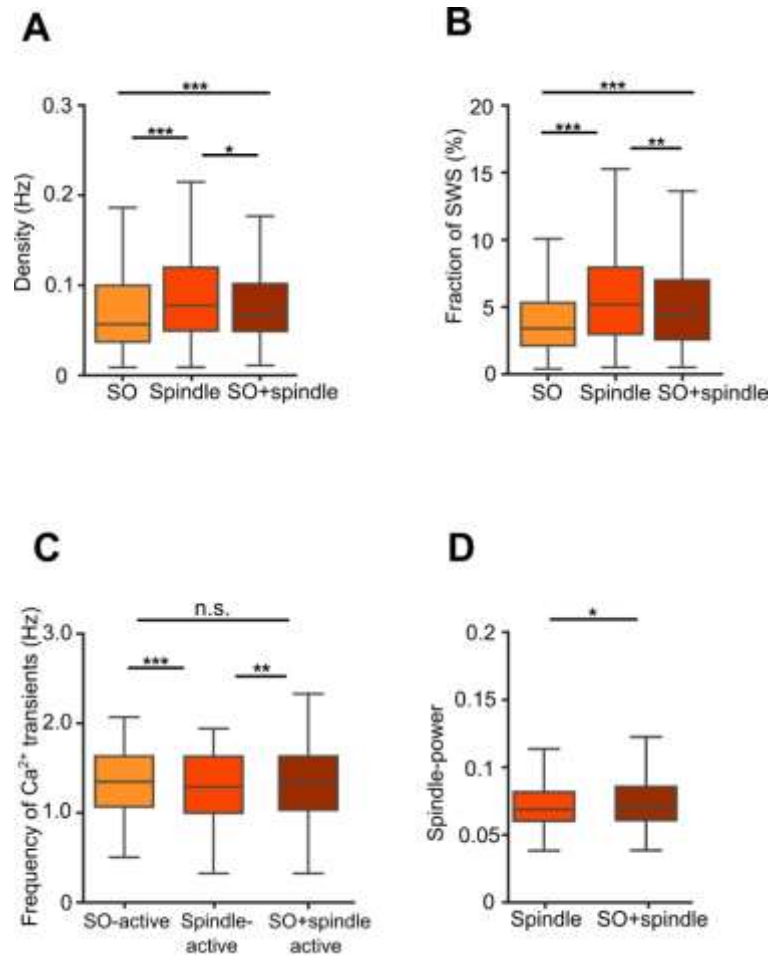 A
Density (Hz)
0.3
0.2
0.1
0
***
***
*
SO
Spindle
SO+spindle
B
Fraction of SWS (%)
20
15
10
5
0
***
***
**
SO
Spindle
SO+spindle
C
Frequency of Ca²⁺ transients (Hz)
3.0
2.0
1.0
0
n.s.
***
**
SO-active
Spindle-
active
SO+spindle
active
D
Spindle-power
0.2
0.15
0.1
0.05
0
*
Spindle
SO+spindle